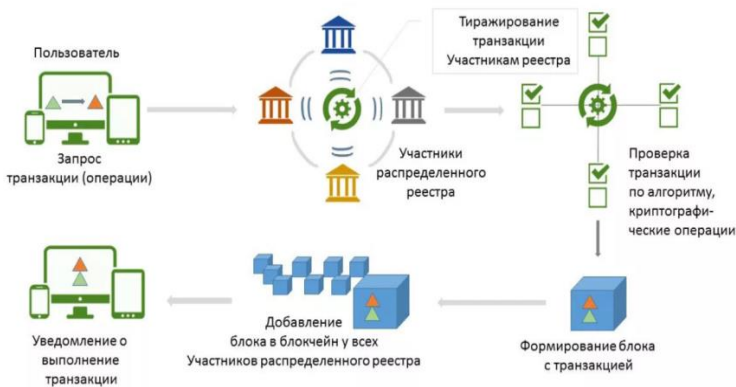 Пользователь
Запрос
транзакции (операции)
Тиражирование
транзакции
Участникам реестра
Участники
распределенного
реестра
Проверка
транзакции
по алгоритму,
криптографи-
ческие операции
Формирование блока
с транзакцией
Добавление
блока в блокчейн у всех
Участников распределенного реестра
Уведомление о
выполнение
транзакции